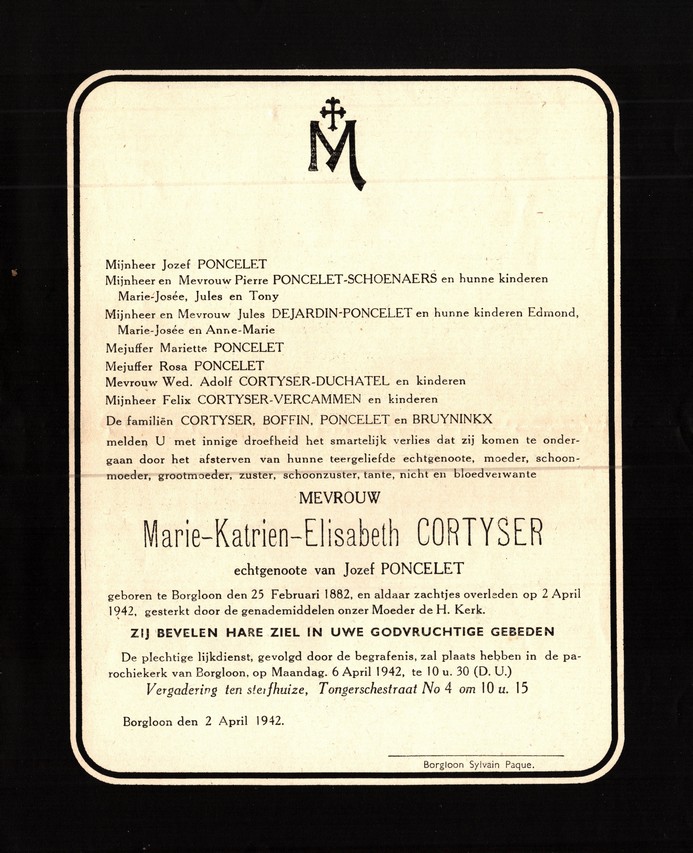 M
Mijnheer Jozef PONCELET
Mijnheer en Mevrouw Pierre PONCELET-SCHOENAERS en hunne kinderen
Marie-Josée, Jules en Tony
Mijnheer en Mevrouw Jules DEJARDIN-PONCELET en hunne kinderen Edmond,
Marie-Josée en Anne-Marie
Mejuffer Mariette PONCELET
Mejuffer Rosa PONCELET
Mevrouw Wed. Adolf CORTYSER-DUCHATEL en kinderen
Mijnheer Felix CORTYSER-VERCAMMEN en kinderen
De familiën CORTYSER, BOFFIN, PONCELET en BRUYNINKX
melden U met innige droefheid het smartelijk verlies dat zij komen te onder-
gaan door het afsterven van hunne teergeliefde echtgenoote, moeder, schoon-
moeder, grootmoeder, zuster, schoonzuster, tante, nicht en bloedverwante
MEVROUW
Marie-Katrien-Elisabeth CORTYSER
echtgenoote van Jozef PONCELET
geboren te Borgloon den 25 Februari 1882, en aldaar zachtjes overleden op 2 April
1942, gesterkt door de genademiddelen onzer Moeder de H. Kerk.
ZIJ BEVELEN HARE ZIEL IN UWE GODVRUCHTIGE GEBEDEN
De plechtige lijkdienst, gevolgd door de begrafenis, zal plaats hebben in de pa-
rochiekerk van Borgloon, op Maandag. 6 April 1942, te 10 u. 30 (D. U.)
Vergadering ten sterfhuize, Tongerschestraat No 4 om 10 u. 15
Borgloon den 2 April 1942.
Borgloon Sylvain Paque.